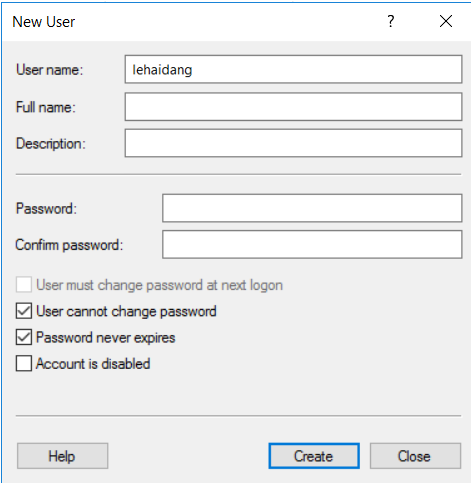 New User ?
User name: lehaidang
Full name:
Description:
Password:
Confirm password:
User must change password at next logon
User cannot change password
Password never expires
Account is disabled
Help Create Close